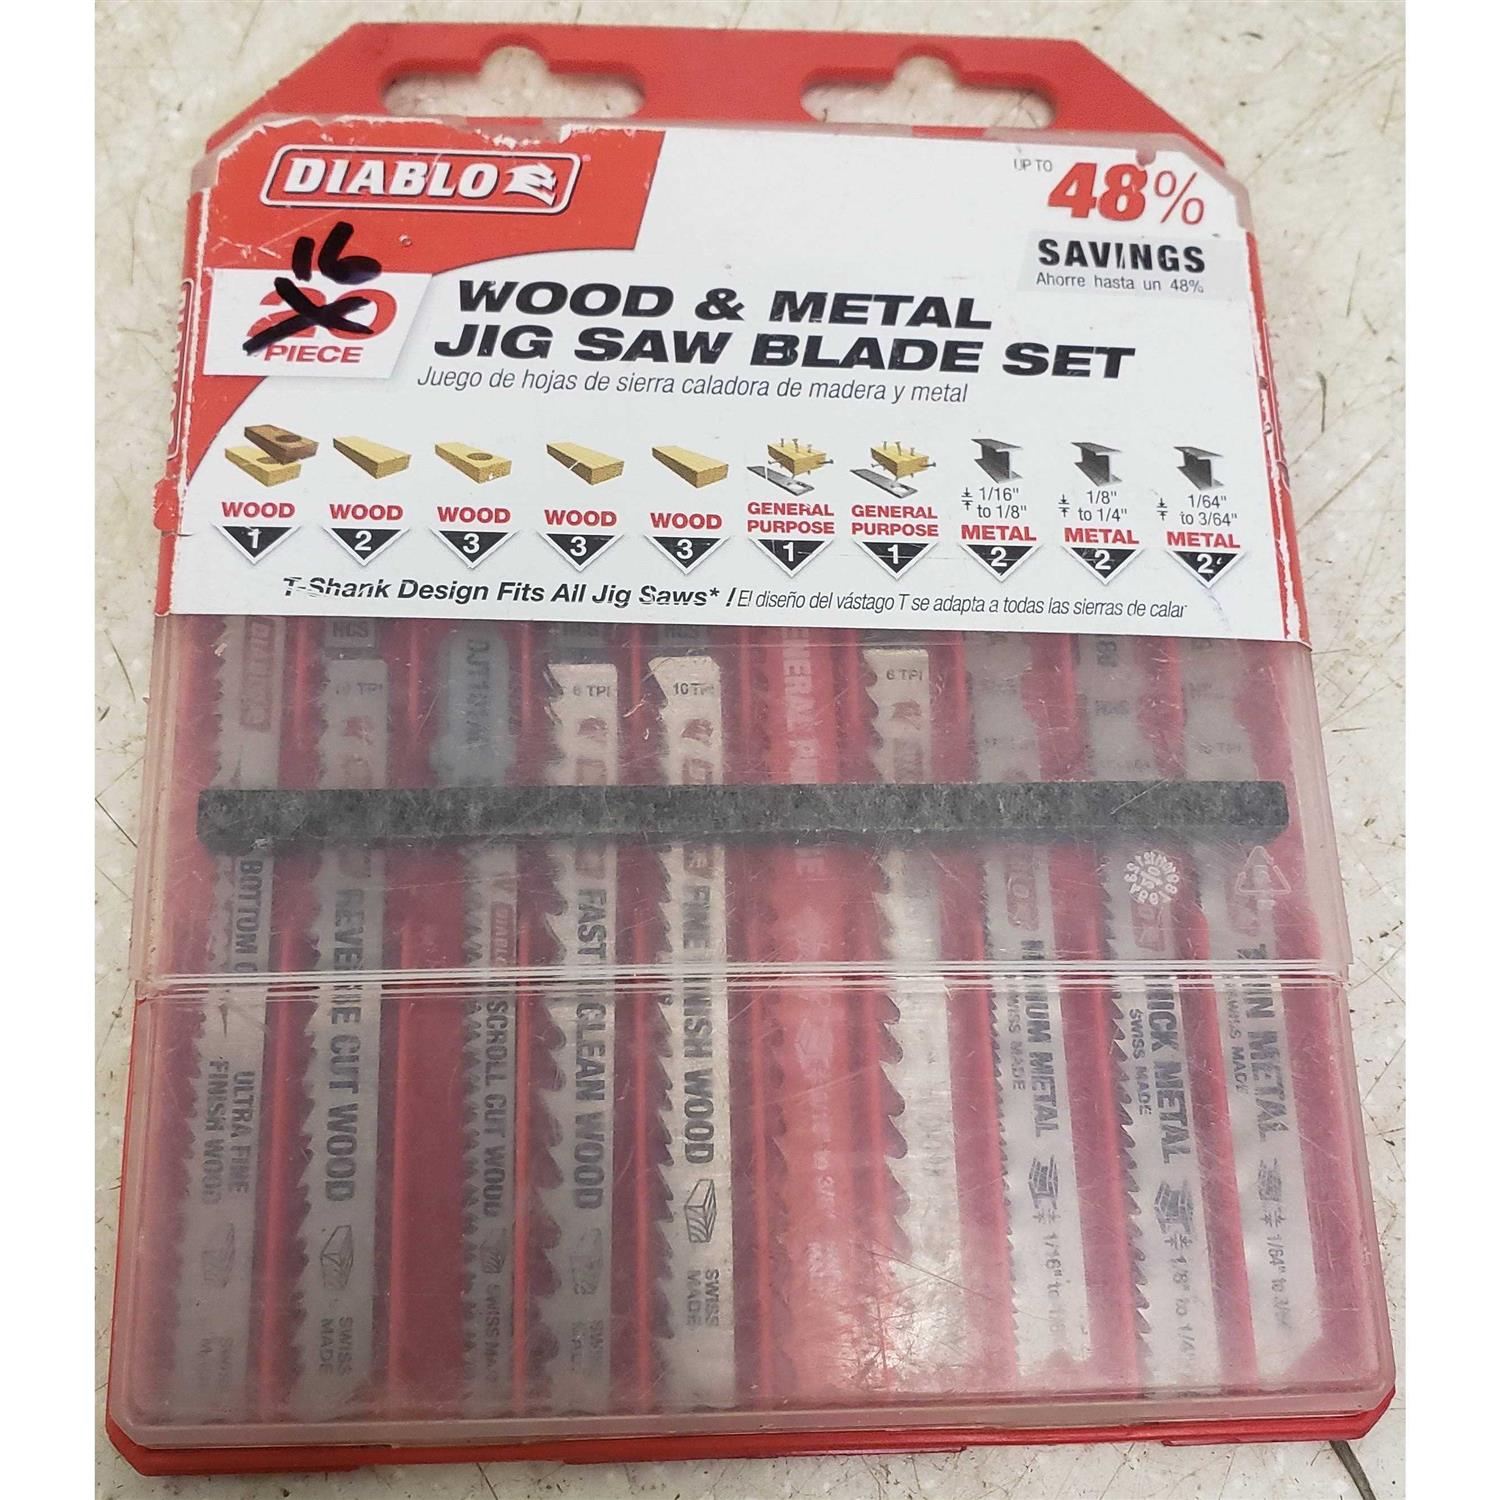 DIABLO
UP TO
48%
SAVINGS
Ahorre hasta un 48%
16
20
PIECE
WOOD & METAL
JIG SAW BLADE SET
Juego de hojas de sierra caladora de madera y metal
WOOD 1
WOOD 2
WOOD 3
WOOD 3
WOOD 3
GENERAL PURPOSE 1
GENERAL PURPOSE 1
1/16" to 1/8" METAL 2
1/8" to 1/4" METAL 2
1/64" to 3/64" METAL 2
T-Shank Design Fits All Jig Saws* / El diseño del vástago T se adapta a todas las sierras de calar
HCS
10 TPI
6 TPI
10 TPI
6 TPI
BOTTOM
ULTRA FINE
FINISH WOOD
REVERSE CUT WOOD
SWISS
MADE
DIABLO
SCROLL CUT WOOD
SWISS
FAST CLEAN WOOD
FINE FINISH WOOD
SWISS
MADE
METAL
SWISS MADE
1/16" to 1/8"
METAL
SWISS MADE
1/8" to 1/4"
THIN METAL
MADE
1/64" to